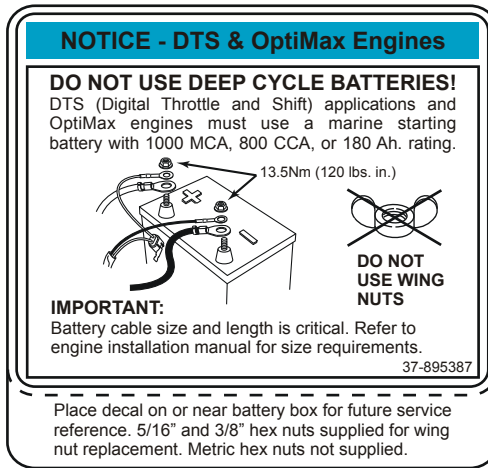 NOTICE - DTS & OptiMax Engines
DO NOT USE DEEP CYCLE BATTERIES!
DTS (Digital Throttle and Shift) applications and
OptiMax engines must use a marine starting
battery with 1000 MCA, 800 CCA, or 180 Ah. rating.
13.5Nm (120 lbs. in.)
DO NOT
USE WING
NUTS
IMPORTANT:
Battery cable size and length is critical. Refer to
engine installation manual for size requirements.
37-895387
Place decal on or near battery box for future service
reference. 5/16” and 3/8” hex nuts supplied for wing
nut replacement. Metric hex nuts not supplied.